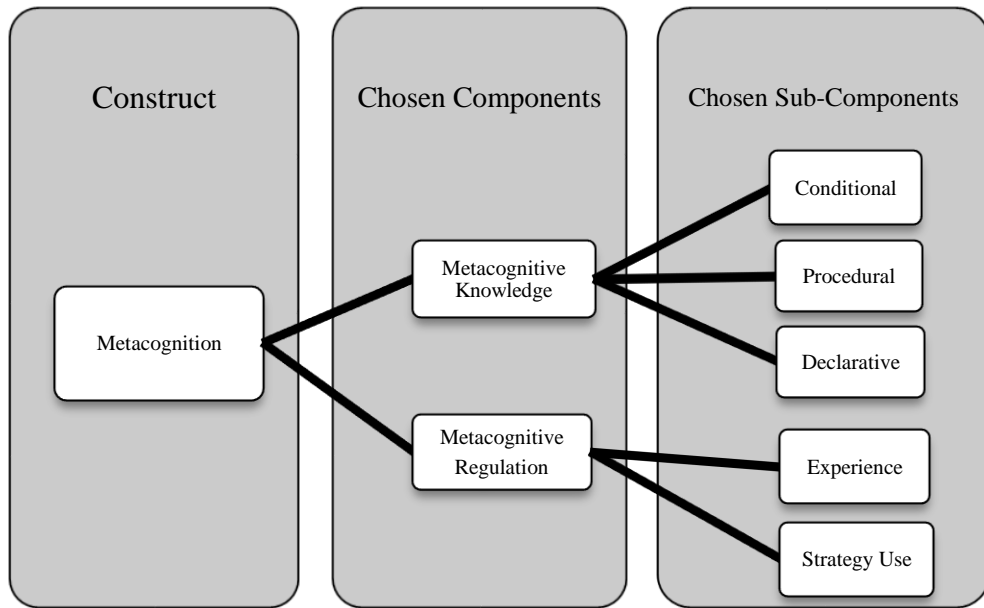 Construct
Chosen Components
Chosen Sub-Components
Metacognition
Metacognitive
Knowledge
Metacognitive
Regulation
Conditional
Procedural
Declarative
Experience
Strategy Use